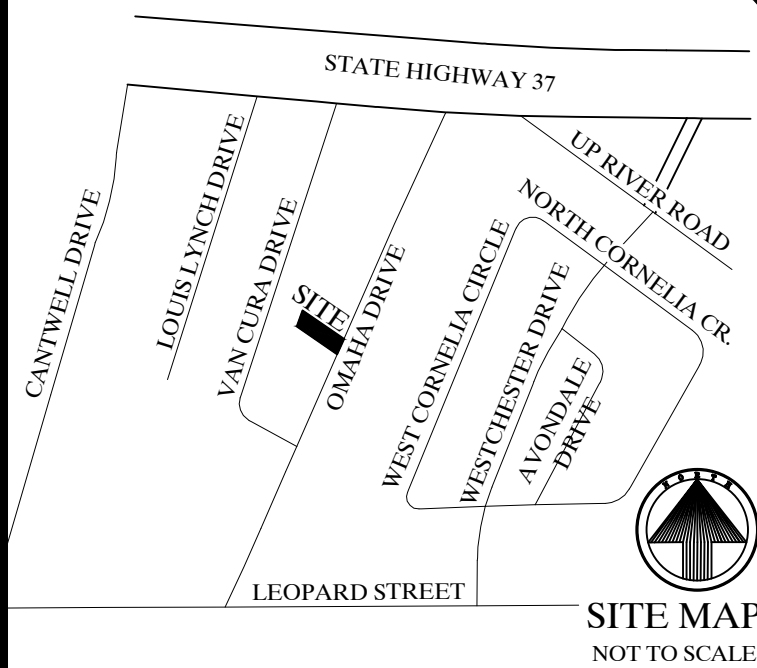 STATE HIGHWAY 37
UP RIVER ROAD
NORTH CORNELIA CR.
CANTWELL DRIVE
LOUIS LYNCH DRIVE
VAN CURA DRIVE
SITE
OMAHA DRIVE
WEST CORNELIA CIRCLE
WESTCHESTER DRIVE
AVONDALE
DRIVE
LEOPARD STREET
NORTH
SITE MAP
NOT TO SCALE